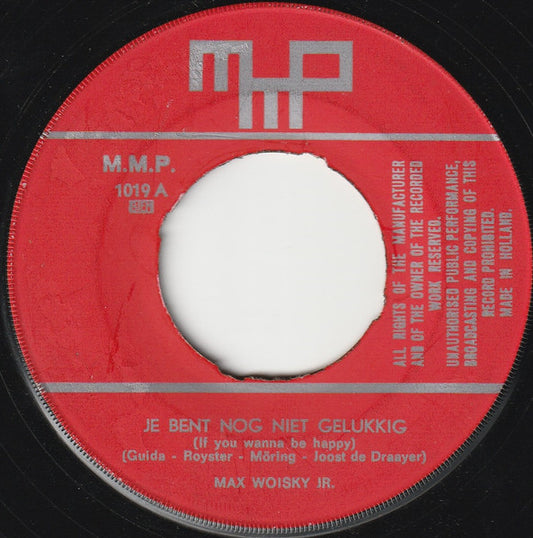 mmp
M.M.P.
1019 A
ALL RIGHTS OF THE MANUFACTURER
AND OF THE OWNER OF THE RECORDED
WORK RESERVED.
UNAUTHORISED PUBLIC PERFORMANCE,
BROADCASTING AND COPYING OF THIS
RECORD PROHIBITED.
MADE IN HOLLAND.
JE BENT NOG NIET GELUKKIG
(If you wanna be happy)
(Guida - Royster - Möring - Joost de Draayer)
MAX WOISKY JR.